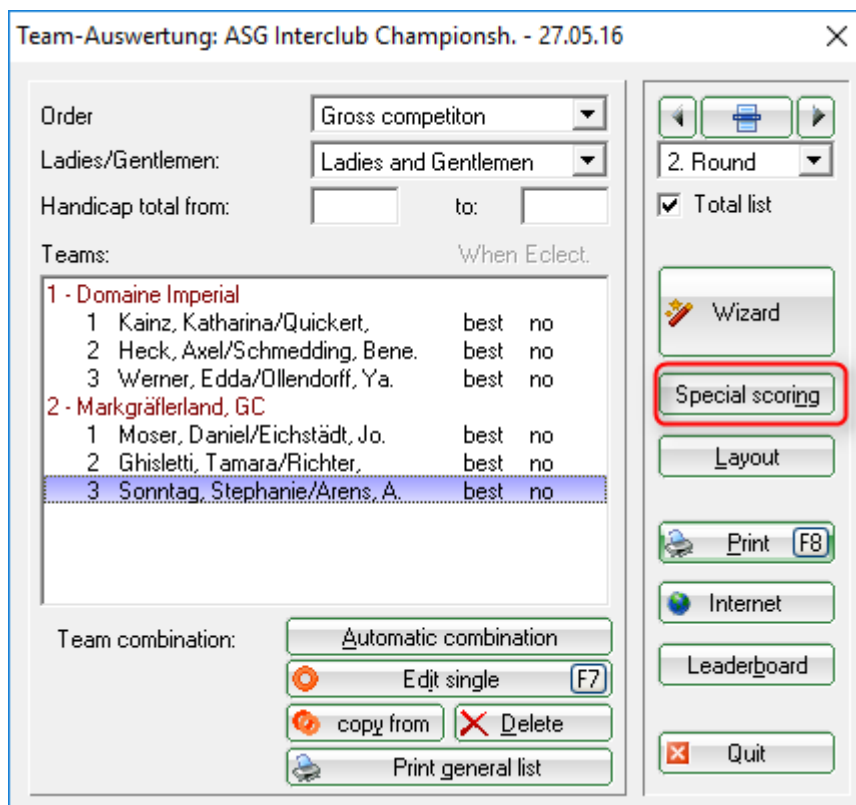 Team-Auswertung: ASG Interclub Championsh. - 27.05.16
Order
Gross competiton
Ladies/Gentlemen:
Ladies and Gentlemen
Handicap total from:
to:
Teams:
When Eclect.
1 - Domaine Imperial
1 Kainz, Katharina/Quickert, best no
2 Heck, Axel/Schmedding, Bene. best no
3 Werner, Edda/Ollendorff, Ya. best no
2 - Markgräflerland, GC
1 Moser, Daniel/Eichstädt, Jo. best no
2 Ghisletti, Tamara/Richter, best no
3 Sonntag, Stephanie/Arens, A. best no
Team combination:
Automatic combination
Edit single F7
copy from
Delete
Print general list
2. Round
Total list
Wizard
Special scoring
Layout
Print F8
Internet
Leaderboard
Quit